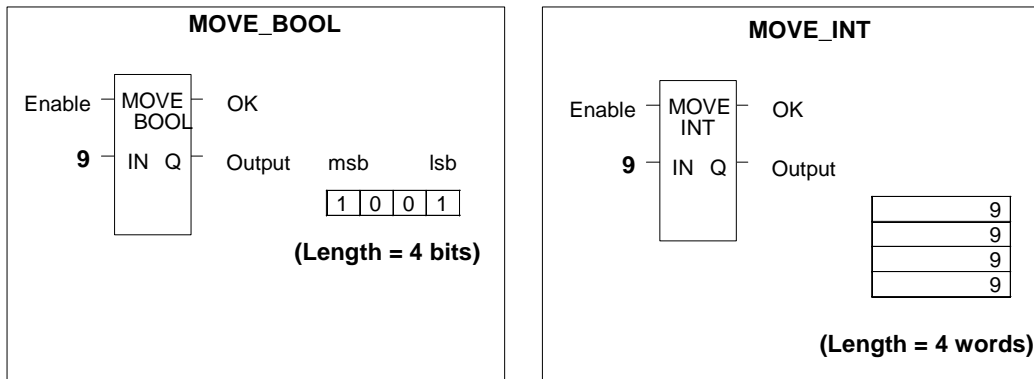 MOVE_BOOL
Enable MOVE BOOL OK
9 IN Q Output msb lsb
1 0 0 1
(Length = 4 bits)
MOVE_INT
Enable MOVE INT OK
9 IN Q Output
9
9
9
9
(Length = 4 words)